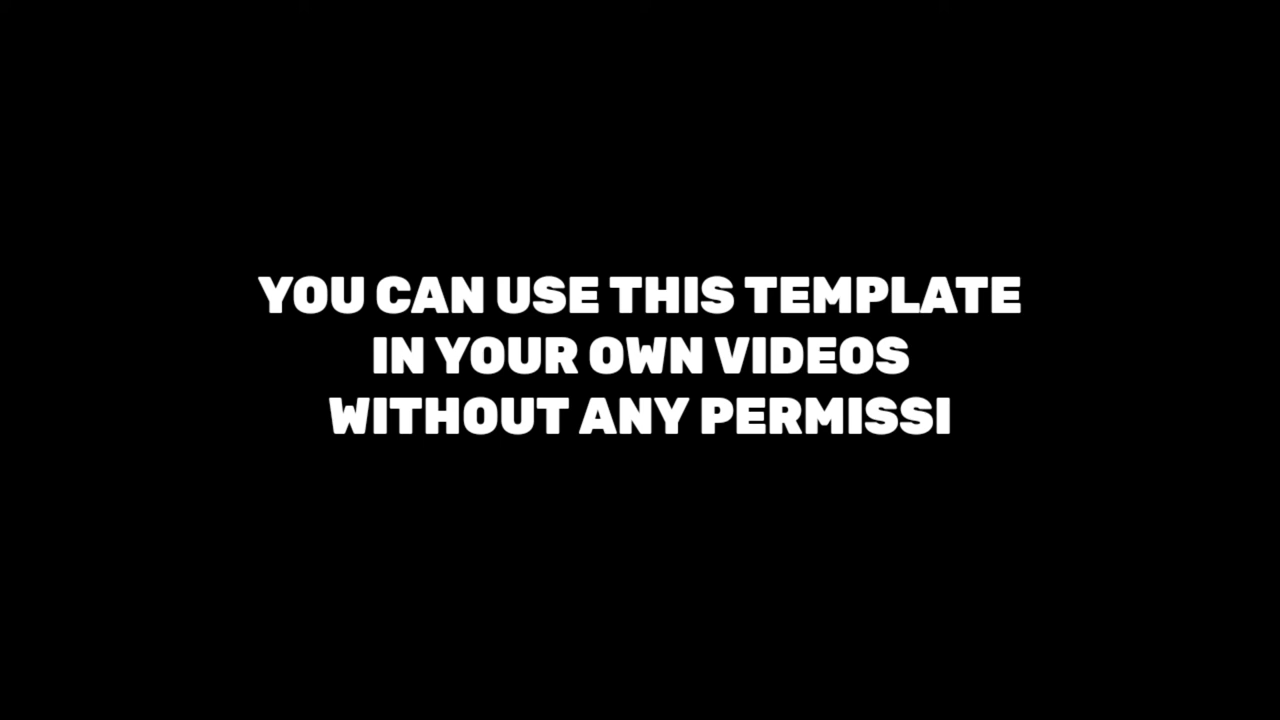 YOU CAN USE THIS TEMPLATE
IN YOUR OWN VIDEOS
WITHOUT ANY PERMISSI